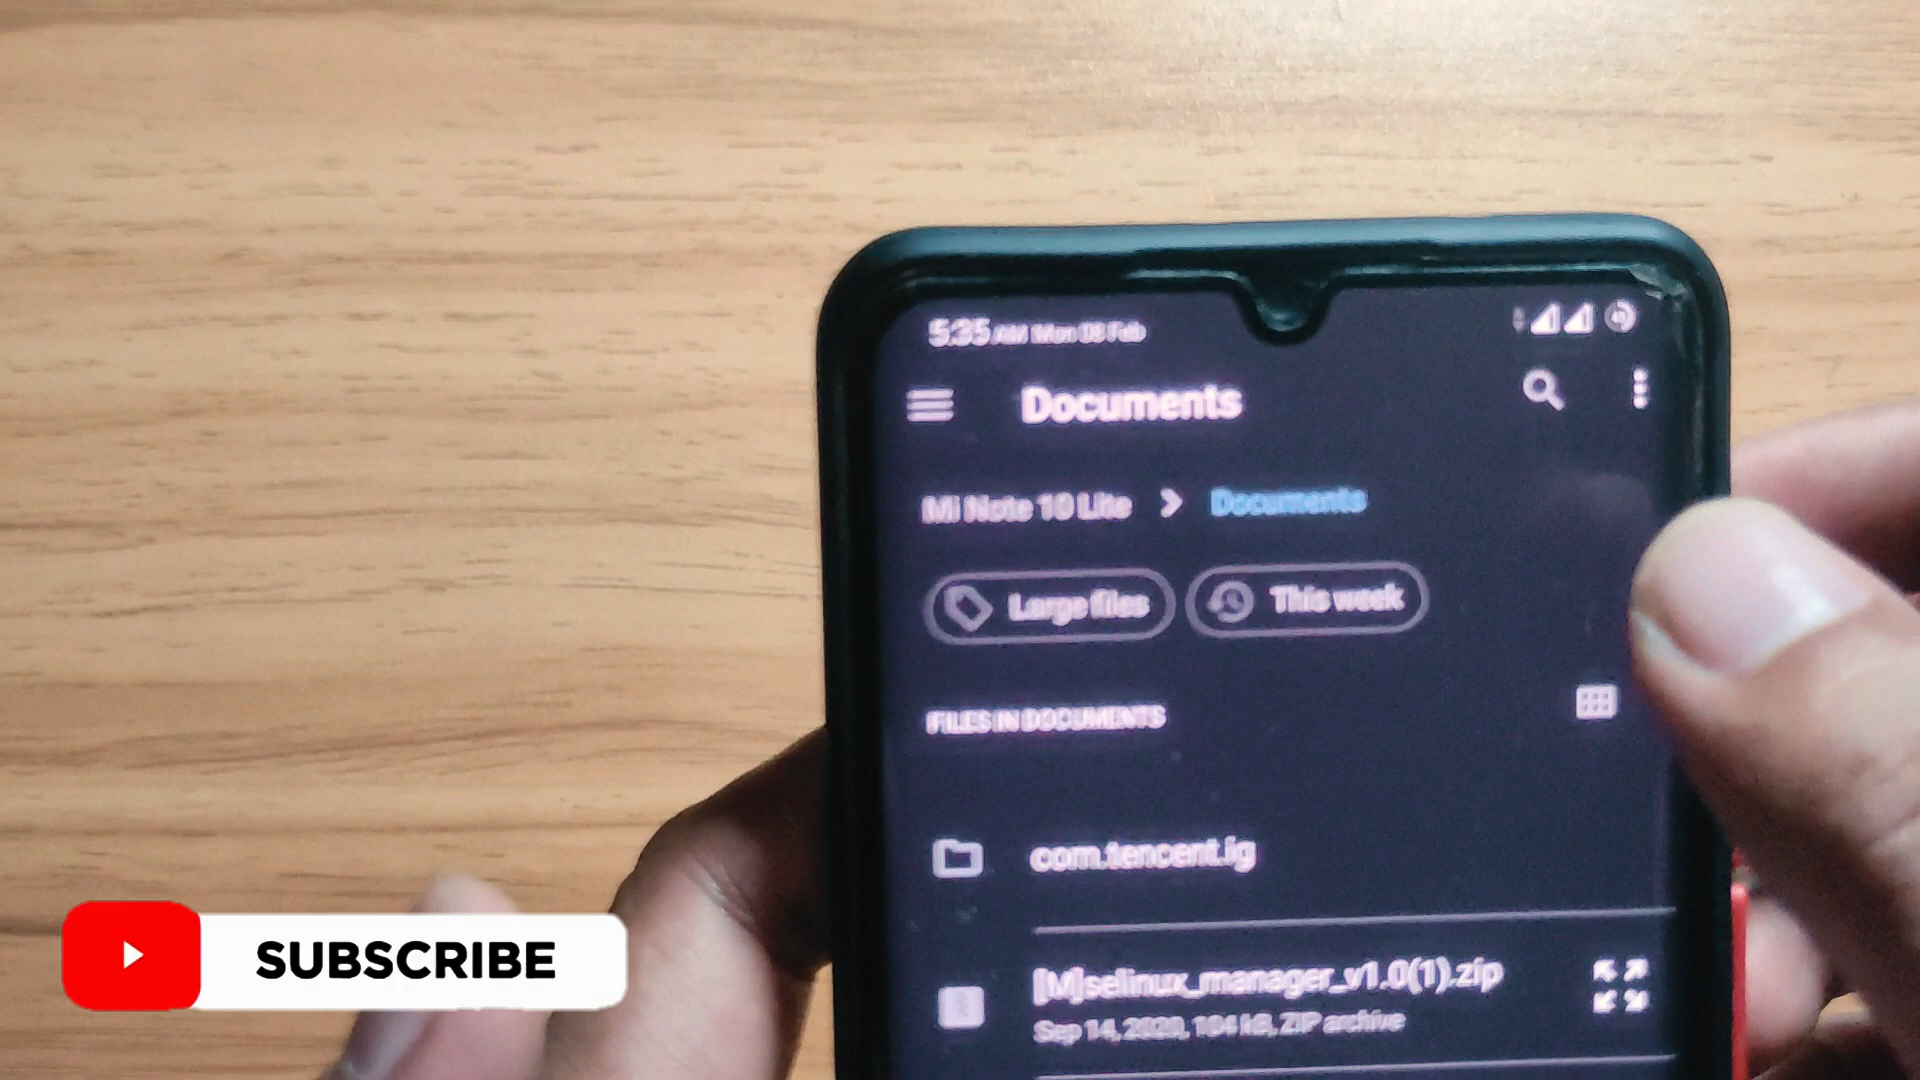 5:35 AM Mon 08 Feb
Documents
Mi Note 10 Lite > Documents
Large files
This week
FILES IN DOCUMENTS
com.tencent.ig
[M]selinux_manager_v1.0(1).zip
Sep 14, 2020, 104 kB, ZIP archive
SUBSCRIBE